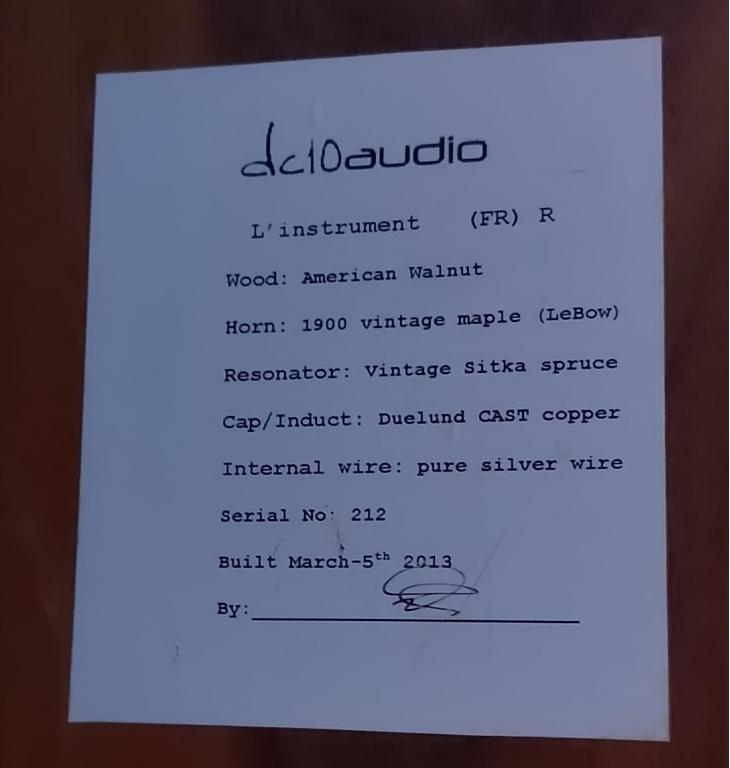 dc10audio
L'instrument (FR) R
Wood: American Walnut
Horn: 1900 vintage maple (LeBow)
Resonator: Vintage Sitka spruce
Cap/Induct: Duelund CAST copper
Internal wire: pure silver wire
Serial No: 212
Built March-5th 2013
By: